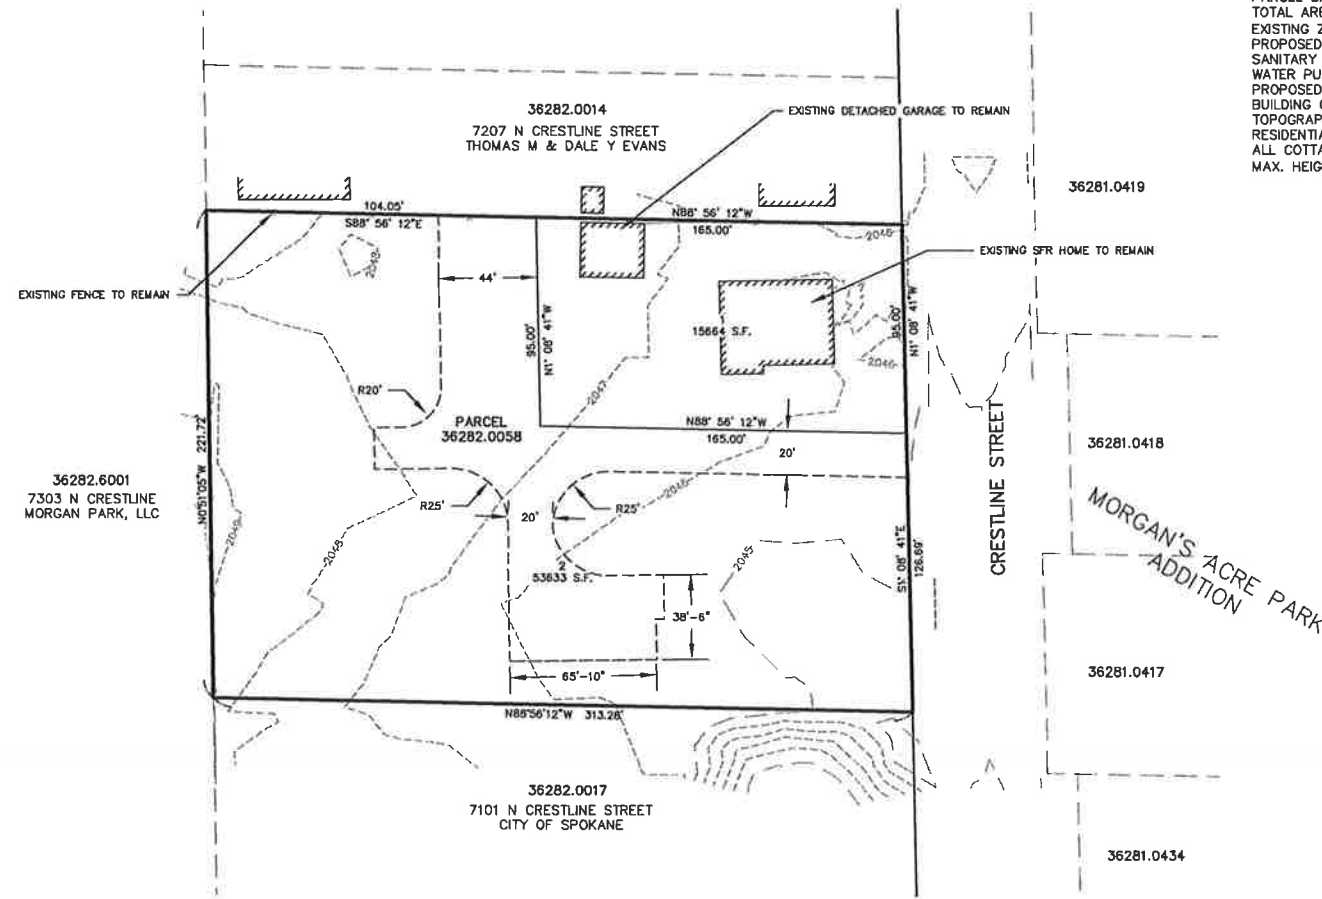 TOTAL ARE
EXISTING Z
PROPOSED
SANITARY
WATER PU
PROPOSED
BUILDING
TOPOGRAP
RESIDENTIA
ALL COTTA
MAX. HEIG
36282.0014
7207 N CRESTLINE STREET
THOMAS M & DALE Y EVANS
EXISTING DETACHED GARAGE TO REMAIN
36281.0419
104.05'
S88° 56' 12"E
N88° 56' 12"W
165.00'
2046
2048
EXISTING SFR HOME TO REMAIN
44'
EXISTING FENCE TO REMAIN
95.00'
N1° 08' 41"W
15664 S.F.
95.00'
N1° 08' 41"W
2046
R20'
2047
PARCEL
36282.0058
N88° 56' 12"W
165.00'
20'
CRESTLINE STREET
36281.0418
N0°51'05"W 221.72'
36282.6001
7303 N CRESTLINE
MORGAN PARK, LLC
R25'
20'
R25'
2046
2049
2048
2045
S1° 08' 41"E
126.69'
MORGAN'S ACRE PARK
ADDITION
2
53633 S.F.
38'-6"
65'-10"
36281.0417
N88°56'12"W 313.28'
36282.0017
7101 N CRESTLINE STREET
CITY OF SPOKANE
36281.0434